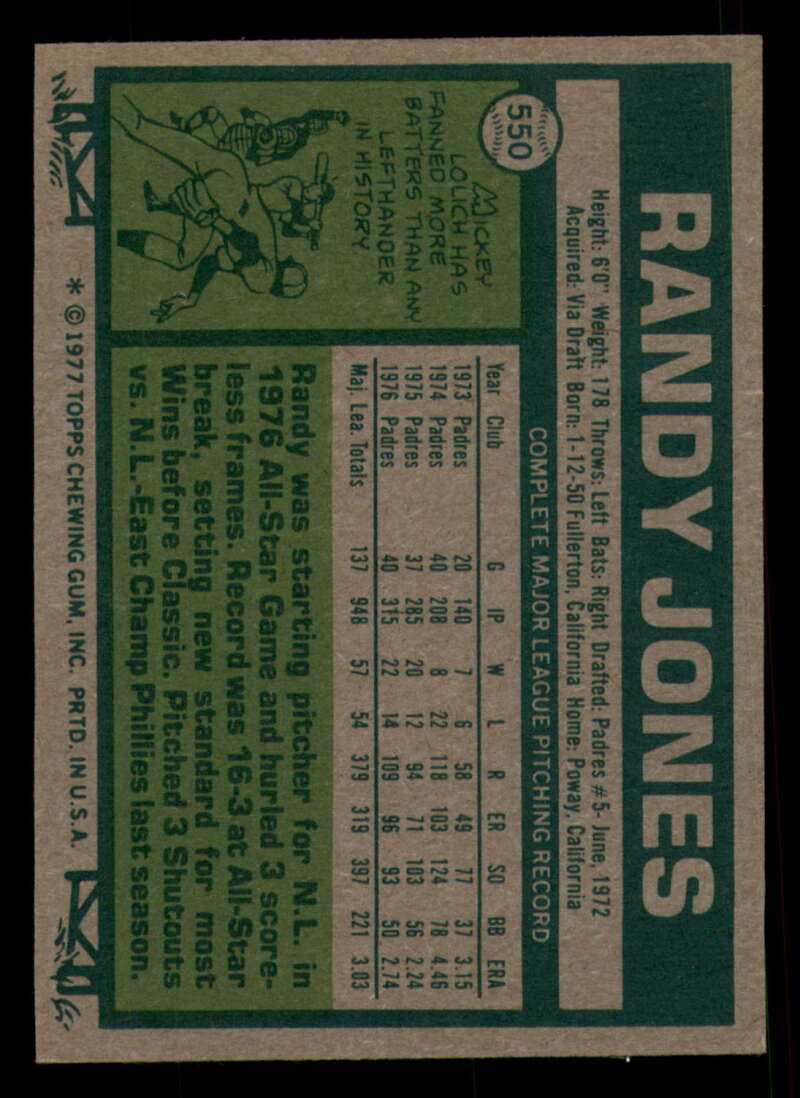 550
RANDY JONES
Height: 6'0" Weight: 178 Throws: Left Bats: Right Drafted: Padres #5-June, 1972
Acquired: Via Draft Born: 1-12-50 Fullerton, California Home: Poway, California
COMPLETE MAJOR LEAGUE PITCHING RECORD
Year Club G IP W L R ER SO BB ERA
1973 Padres 20 140 7 6 58 49 77 37 3.15
1974 Padres 40 208 8 22 118 103 124 78 4.46
1975 Padres 37 285 20 12 94 71 103 56 2.24
1976 Padres 40 315 22 14 109 96 93 50 2.74
Maj. Lea. Totals 137 948 57 54 379 319 397 221 3.03
MICKEY
LOLICH HAS
FANNED MORE
BATTERS THAN ANY
LEFTHANDER
IN HISTORY.
Randy was starting pitcher for N.L. in
1976 All-Star Game and hurled 3 score-
less frames. Record was 16-3 at All-Star
break, setting new standard for most
Wins before Classic. Pitched 3 Shutouts
vs. N.L.-East Champ Phillies last season.
* © 1977 TOPPS CHEWING GUM, INC. PRTD. IN U.S.A.